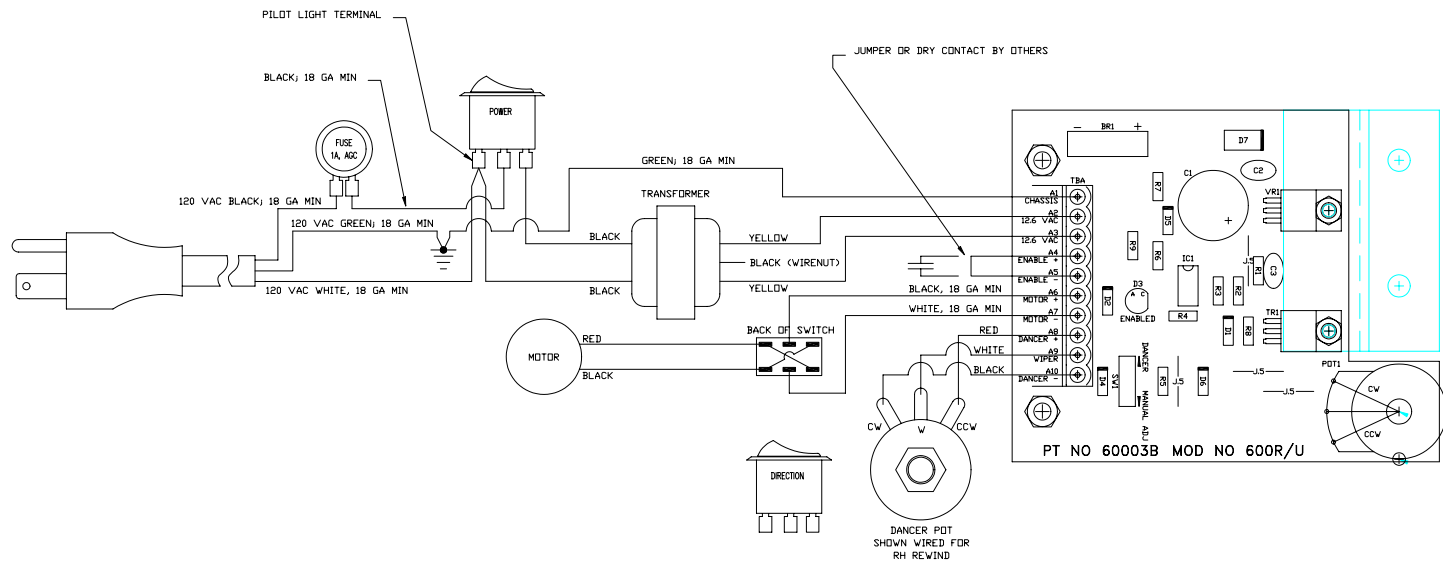 PILOT LIGHT TERMINAL
JUMPER OR DRY CONTACT BY OTHERS
BLACK; 18 GA MIN
POWER
FUSE
1A, AGC
GREEN; 18 GA MIN
120 VAC BLACK; 18 GA MIN
120 VAC GREEN; 18 GA MIN
120 VAC WHITE, 18 GA MIN
TRANSFORMER
BLACK
BLACK
YELLOW
BLACK (WIRENUT)
YELLOW
BLACK, 18 GA MIN
WHITE, 18 GA MIN
BACK OF SWITCH
MOTOR
RED
BLACK
RED
WHITE
BLACK
CW
W
CCW
DIRECTION
DANCER POT
SHOWN WIRED FOR
RH REWIND
TBA
A1
CHASSIS
A2
12.6 VAC
A3
12.6 VAC
A4
ENABLE +
A5
ENABLE -
A6
MOTOR +
A7
MOTOR -
A8
DANCER +
A9
WIPER
A10
DANCER -
- BR1 +
D7
C2
C1
+
R7
D5
VR1
R9
R6
J.5
R1
C3
IC1
D3
A C
ENABLED
D2
R3
R2
R4
D1
R8
TR1
D4
SW1
DANCER
MANUAL ADJ
R5
J.5
D6
J.5
J.5
POT1
CW
CCW
PT NO 60003B MOD NO 600R/U